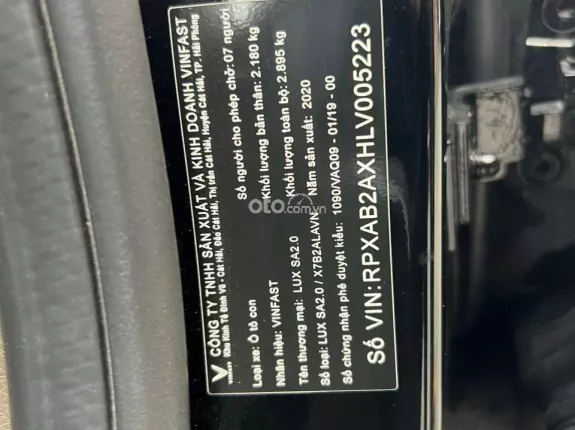 CÔNG TY TNHH SẢN XUẤT VÀ KINH DOANH VINFAST
Khu Kinh Tế Đình Vũ - Cát Hải, Đảo Cát Hải, Thị trấn Cát Hải, Huyện Cát Hải, TP. Hải Phòng
VINFAST
Loại xe: Ô tô con Số người cho phép chở: 07 người
Nhãn hiệu: VINFAST Khối lượng bản thân: 2.180 kg
Tên thương mại: LUX SA2.0 Khối lượng toàn bộ: 2.895 kg
Số loại: LUX SA2.0 / X7B2ALAVN Năm sản xuất: 2020
Số chứng nhận phê duyệt kiểu: 1090/VAQ09 - 01/19 - 00
Số VIN:RPXAB2AXHLV005223
oto.com.vn